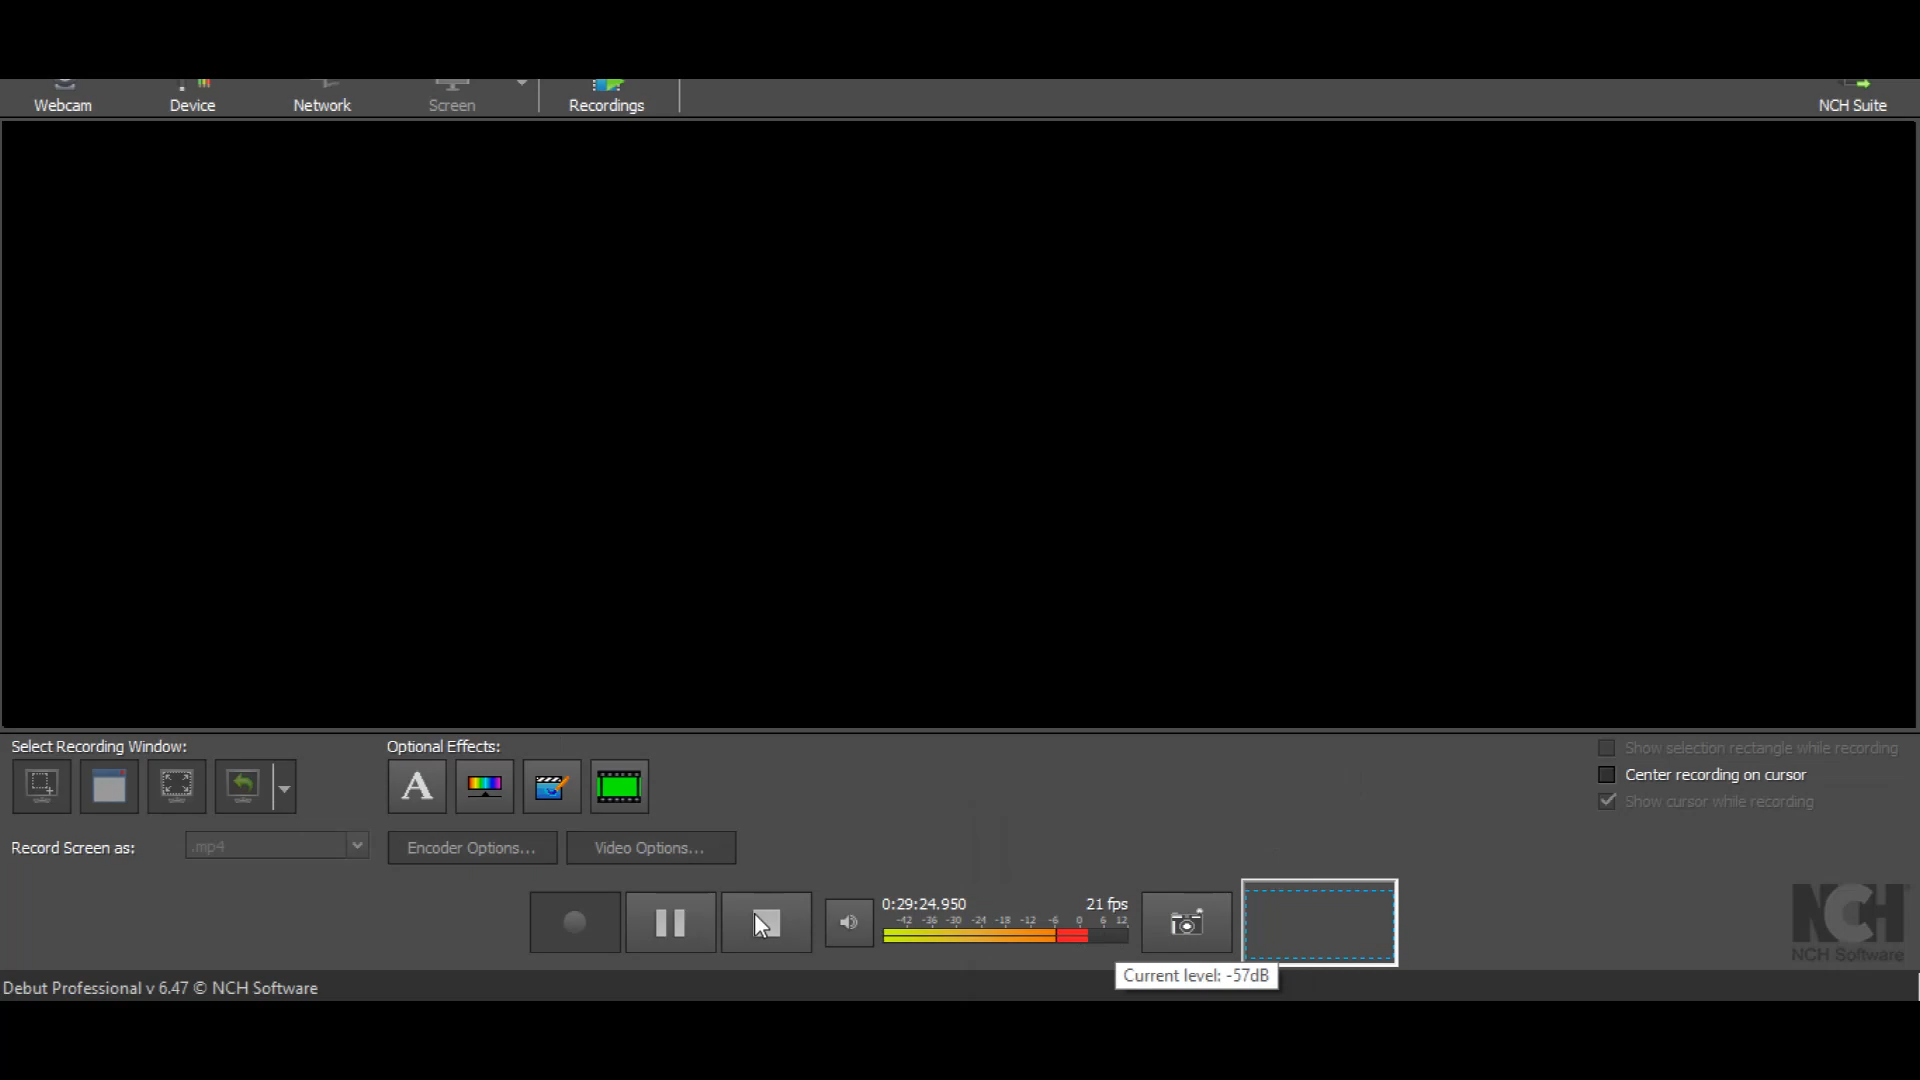 Webcam
Device
Network
Screen
Recordings
NCH Suite
Select Recording Window:
Optional Effects:
Show selection rectangle while recording
Center recording on cursor
Show cursor while recording
A
Record Screen as:
.mp4
Encoder Options...
Video Options...
0:29:24.950
21 fps
-42 -36 -30 -24 -18 -12 -6 0 6 12
NCH
NCH Software
Current level: -57dB
Debut Professional v 6.47 © NCH Software